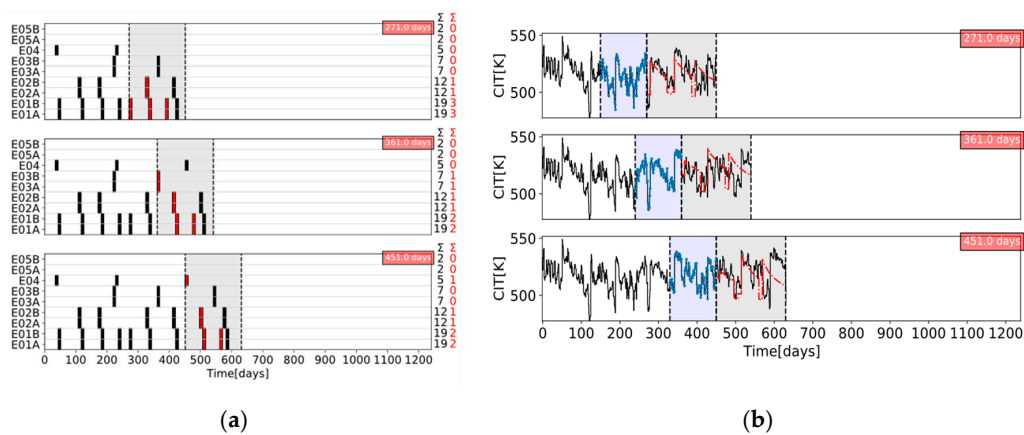 Σ Σ
271.0 days
E05B 2 0
E05A 2 0
E04 5 0
E03B 7 0
E03A 7 0
E02B 12 1
E02A 12 1
E01B 19 3
E01A 19 3
Σ Σ
361.0 days
E05B 2 0
E05A 2 0
E04 5 0
E03B 7 1
E03A 7 1
E02B 12 1
E02A 12 1
E01B 19 2
E01A 19 2
Σ Σ
451.0 days
E05B 2 0
E05A 2 0
E04 5 1
E03B 7 0
E03A 7 0
E02B 12 1
E02A 12 1
E01B 19 2
E01A 19 2
0 100 200 300 400 500 600 700 800 900 1000 1100 1200
Time[days]
(a)
271.0 days
550
500
CIT[K]
361.0 days
550
500
CIT[K]
451.0 days
550
500
CIT[K]
0 100 200 300 400 500 600 700 800 900 1000 1100 1200
Time[days]
(b)